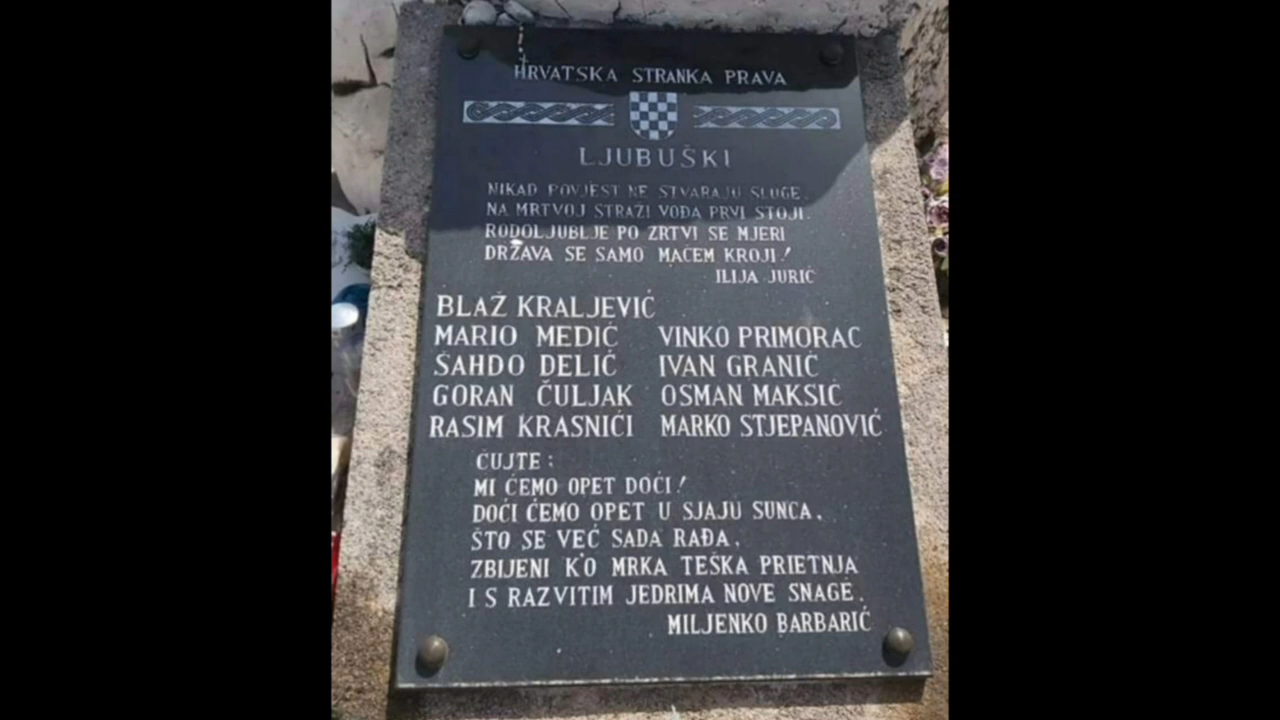 HRVATSKA STRANKA PRAVA
LJUBUŠKI
NIKAD POVJEST NE STVARAJU SLUGE.
NA MRTVOJ STRAZI VOĐA PRVI STOJI.
RODOLJUBLJE PO ZRTVI SE MJERI
DRŽAVA SE SAMO MAČEM KROJI!
ILIJA JURIĆ
BLAŽ KRALJEVIĆ
MARIO MEDIĆ VINKO PRIMORAC
ŠAHDO DELIĆ IVAN GRANIĆ
GORAN ČULJAK OSMAN MAKSIĆ
RASIM KRASNIĆI MARKO STJEPANOVIĆ
ČUJTE:
MI ĆEMO OPET DOĆI!
DOĆI ĆEMO OPET U SJAJU SUNCA,
ŠTO SE VEĆ SADA RAĐA,
ZBIJENI K'O MRKA TEŠKA PRIETNJA
I S RAZVITIM JEDRIMA NOVE SNAGE.
MILJENKO BARBARIĆ